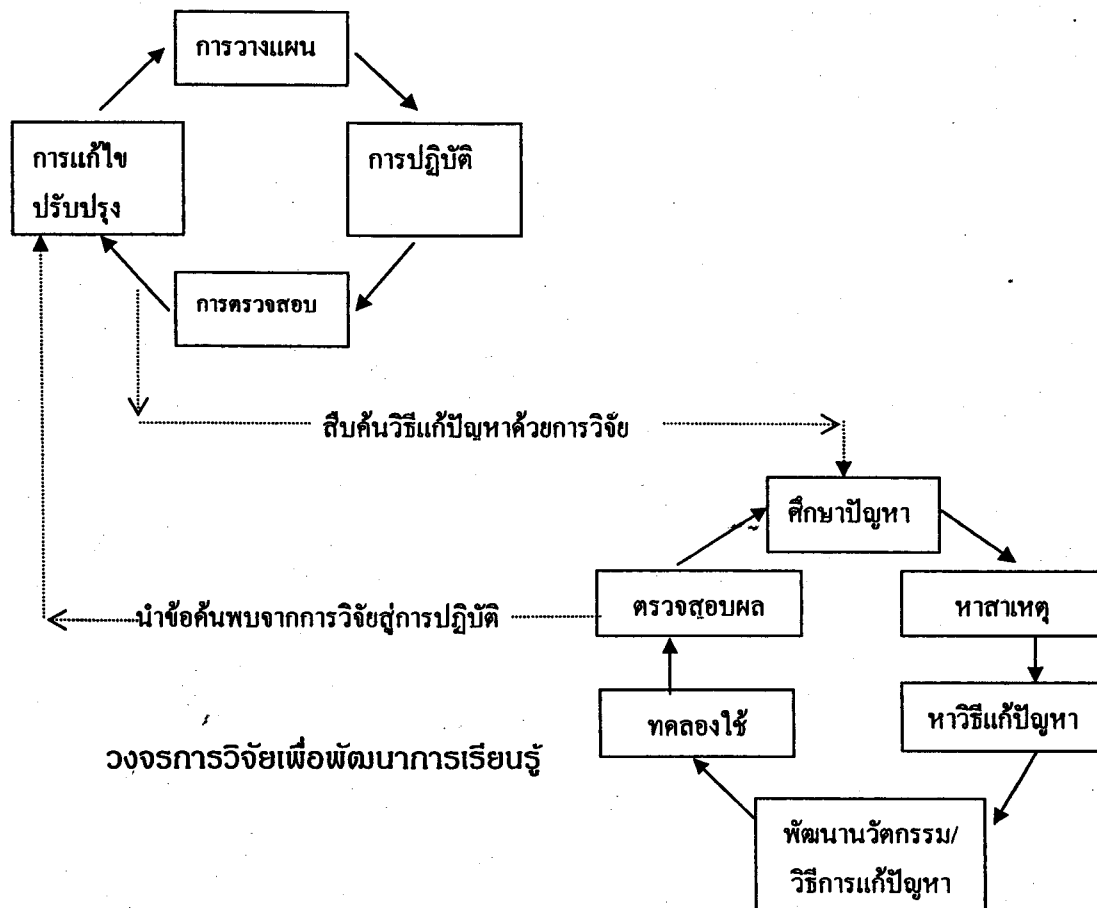 การวางแผน
การแก้ไข
ปรับปรุง
การปฏิบัติ
การตรวจสอบ
สืบค้นวิธีแก้ปัญหาด้วยการวิจัย
ศึกษาปัญหา
นำข้อค้นพบจากการวิจัยสู่การปฏิบัติ
ตรวจสอบผล
หาสาเหตุ
ทดลองใช้
หาวิธีแก้ปัญหา
วงจรการวิจัยเพื่อพัฒนาการเรียนรู้
พัฒนานวัตกรรม/
วิธีการแก้ปัญหา